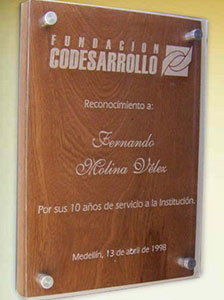 FUNDACION
CODESARROLLO
Reconocimiento a:
Fernando
Molina Vélez
Por sus 10 años de servicio a la Institución.
Medellín, 13 de abril de 1998